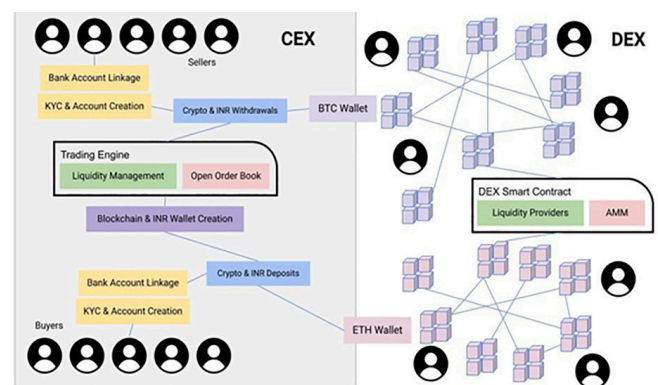 CEX
DEX
Sellers
Bank Account Linkage
KYC & Account Creation
Crypto & INR Withdrawals
BTC Wallet
Trading Engine
Liquidity Management
Open Order Book
DEX Smart Contract
Liquidity Providers
AMM
Blockchain & INR Wallet Creation
Crypto & INR Deposits
Bank Account Linkage
KYC & Account Creation
Buyers
ETH Wallet